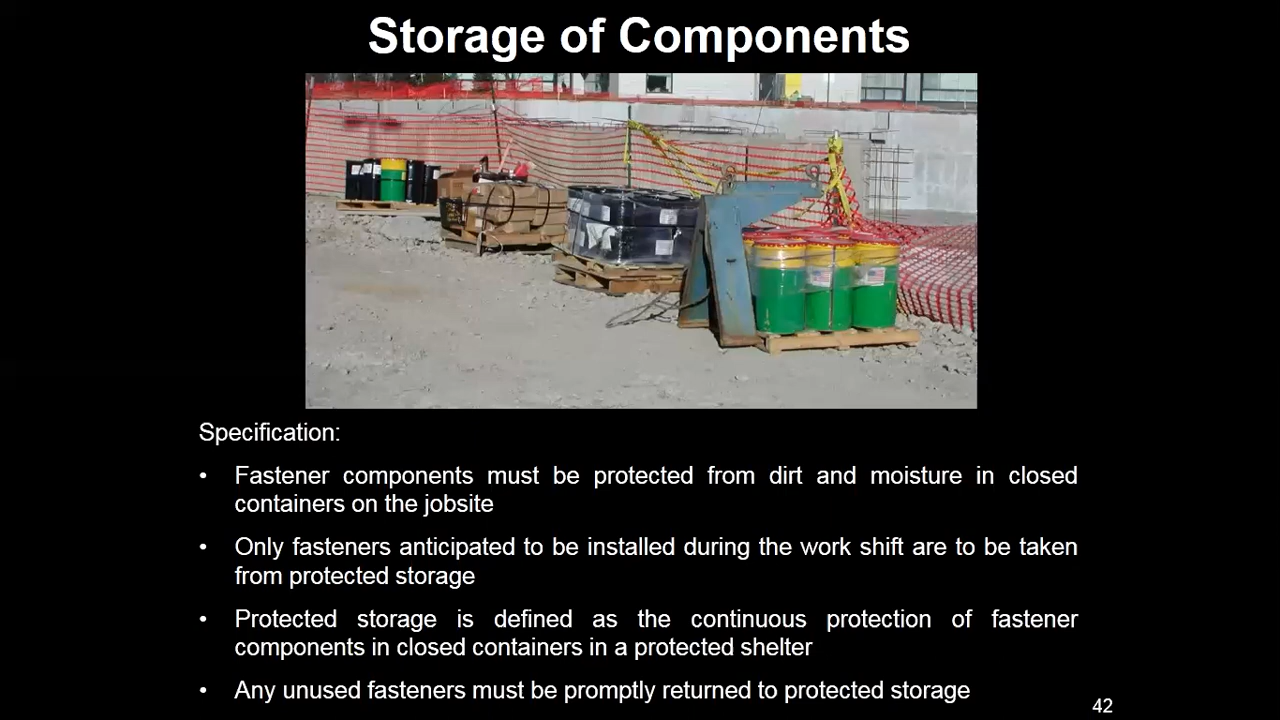 Storage of Components
Specification:
• Fastener components must be protected from dirt and moisture in closed
containers on the jobsite
• Only fasteners anticipated to be installed during the work shift are to be taken
from protected storage
• Protected storage is defined as the continuous protection of fastener
components in closed containers in a protected shelter
• Any unused fasteners must be promptly returned to protected storage
42